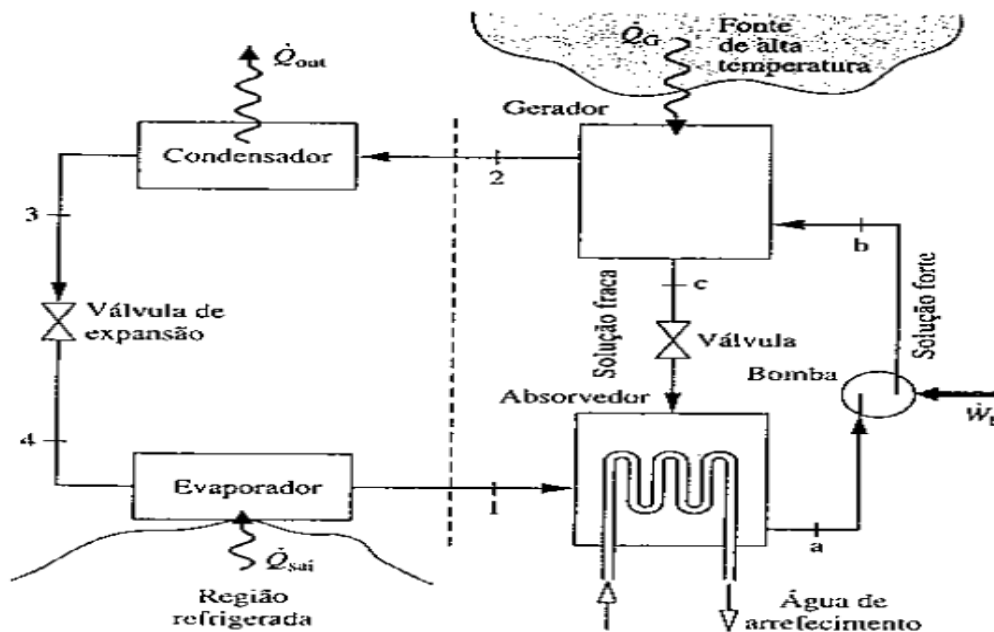 Q̇out
Q̇G
Fonte
de alta
temperatura
Gerador
Condensador
2
3
b
Válvula de
expansão
Solução fraca
c
Válvula
Solução forte
Bomba
Absorvedor
4
Evaporador
1
a
Q̇sai
Região
refrigerada
Água de
arrefecimento